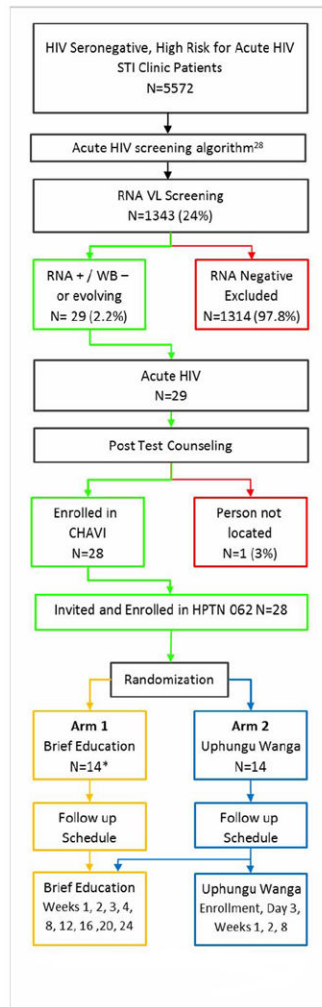 HIV Seronegative, High Risk for Acute HIV
STI Clinic Patients
N=5572
Acute HIV screening algorithm28
RNA VL Screening
N=1343 (24%)
RNA + / WB –
or evolving
N= 29 (2.2%)
RNA Negative
Excluded
N=1314 (97.8%)
Acute HIV
N=29
Post Test Counseling
Enrolled in
CHAVI
N=28
Person not
located
N=1 (3%)
Invited and Enrolled in HPTN 062 N=28
Randomization
Arm 1
Brief Education
N=14*
Arm 2
Uphungu Wanga
N=14
Follow up
Schedule
Follow up
Schedule
Brief Education
Weeks 1, 2, 3, 4,
8, 12, 16 ,20, 24
Uphungu Wanga
Enrollment, Day 3,
Weeks 1, 2, 8